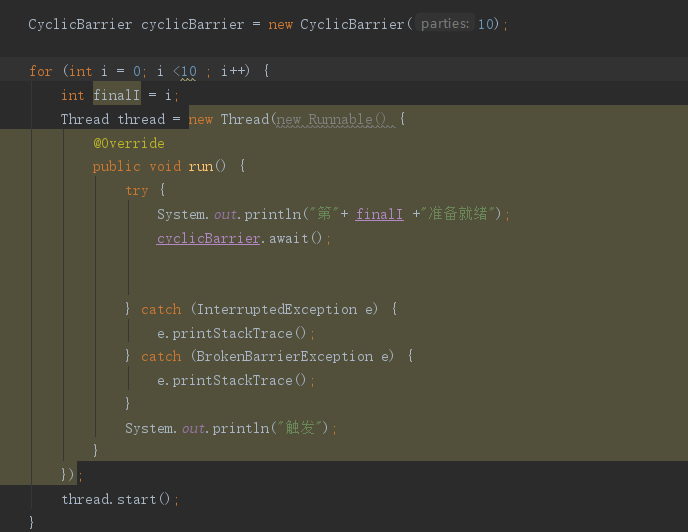 CyclicBarrier cyclicBarrier = new CyclicBarrier( parties: 10);
for (int i = 0; i <10 ; i++) {
int finalI = i;
Thread thread = new Thread(new Runnable() {
@Override
public void run() {
try {
System.out.println("第"+ finalI +"准备就绪");
cyclicBarrier.await();
} catch (InterruptedException e) {
e.printStackTrace();
} catch (BrokenBarrierException e) {
e.printStackTrace();
}
System.out.println("触发");
}
});
thread.start();
}